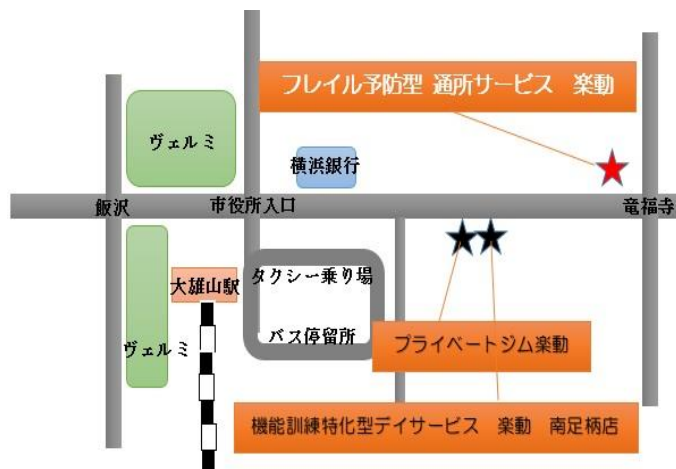 フレイル予防型 通所サービス　楽動
ヴェルミ
横浜銀行
飯沢
市役所入口
竜福寺
大雄山駅
タクシー乗り場
バス停留所
ヴェルミ
プライベートジム楽動
機能訓練特化型デイサービス　楽動　南足柄店